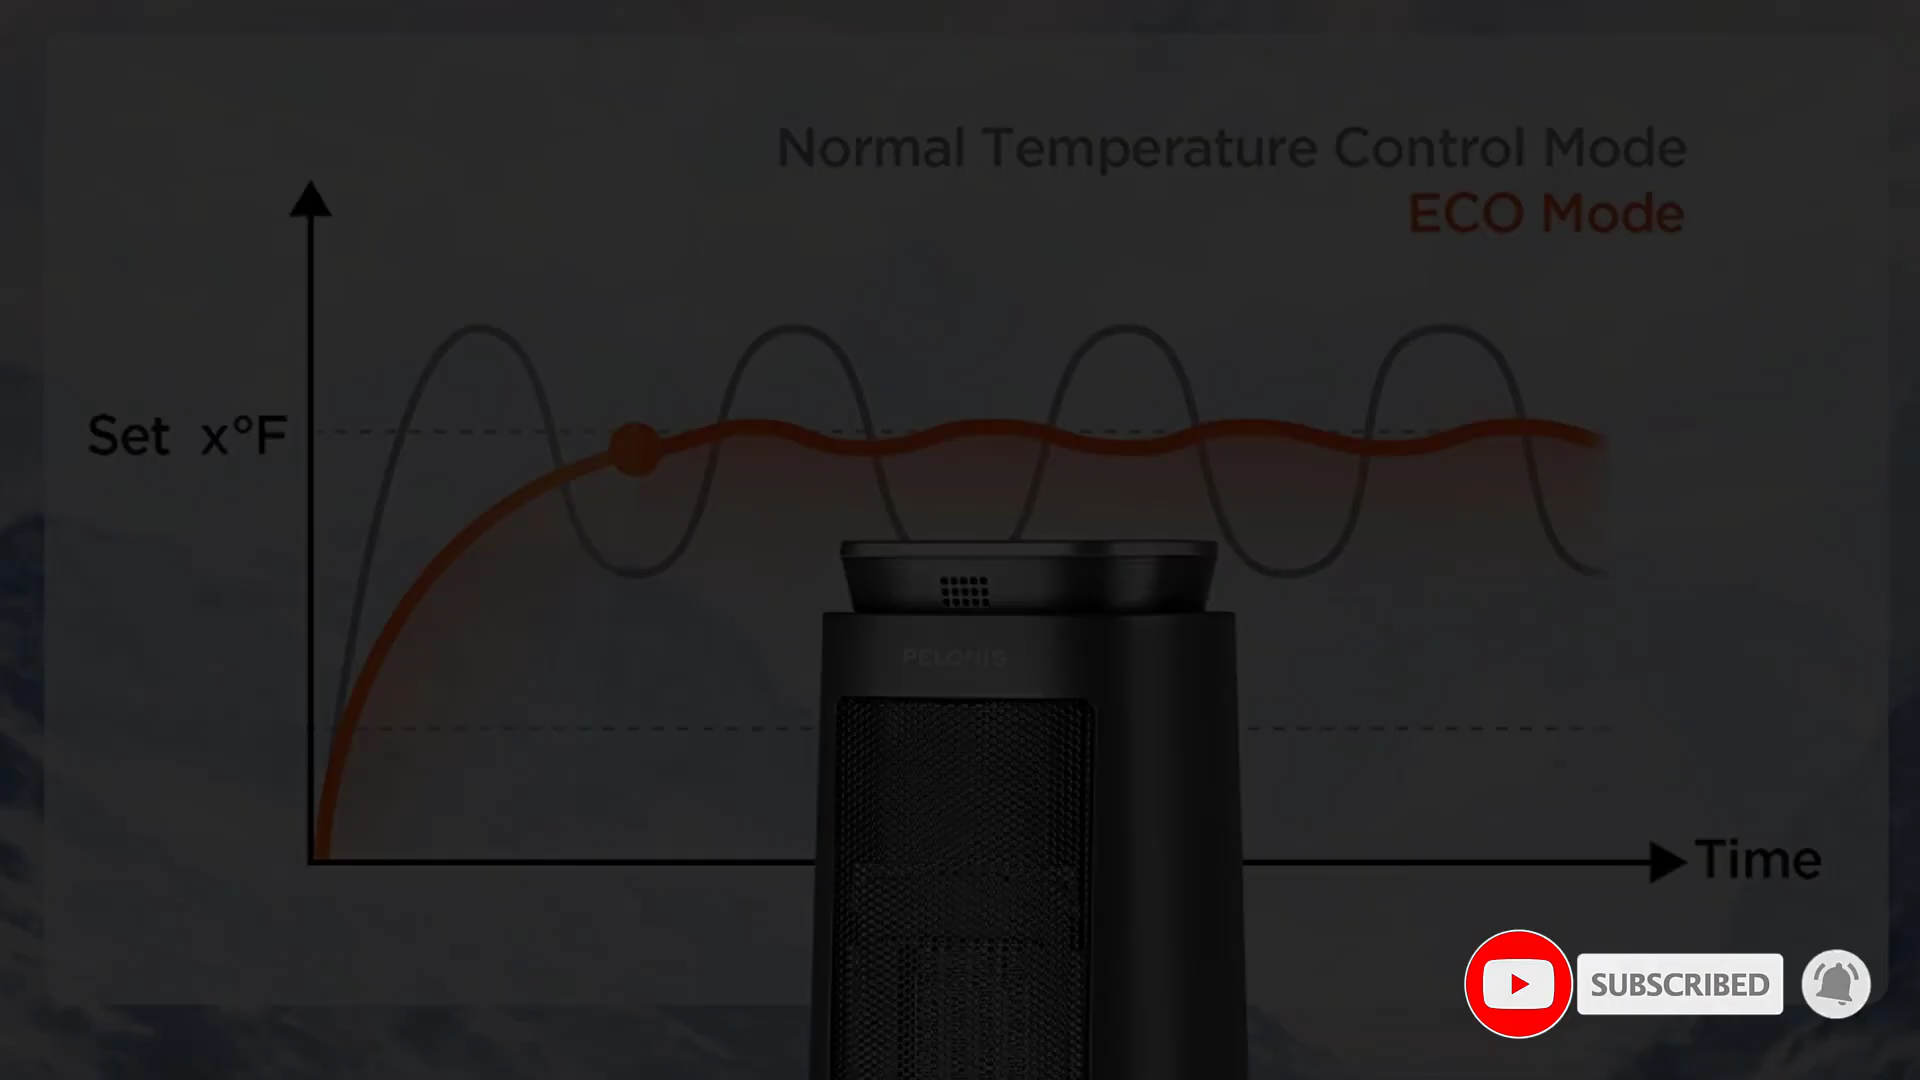 Normal Temperature Control Mode
ECO Mode
Set x°F
PELONIS
Time
SUBSCRIBED